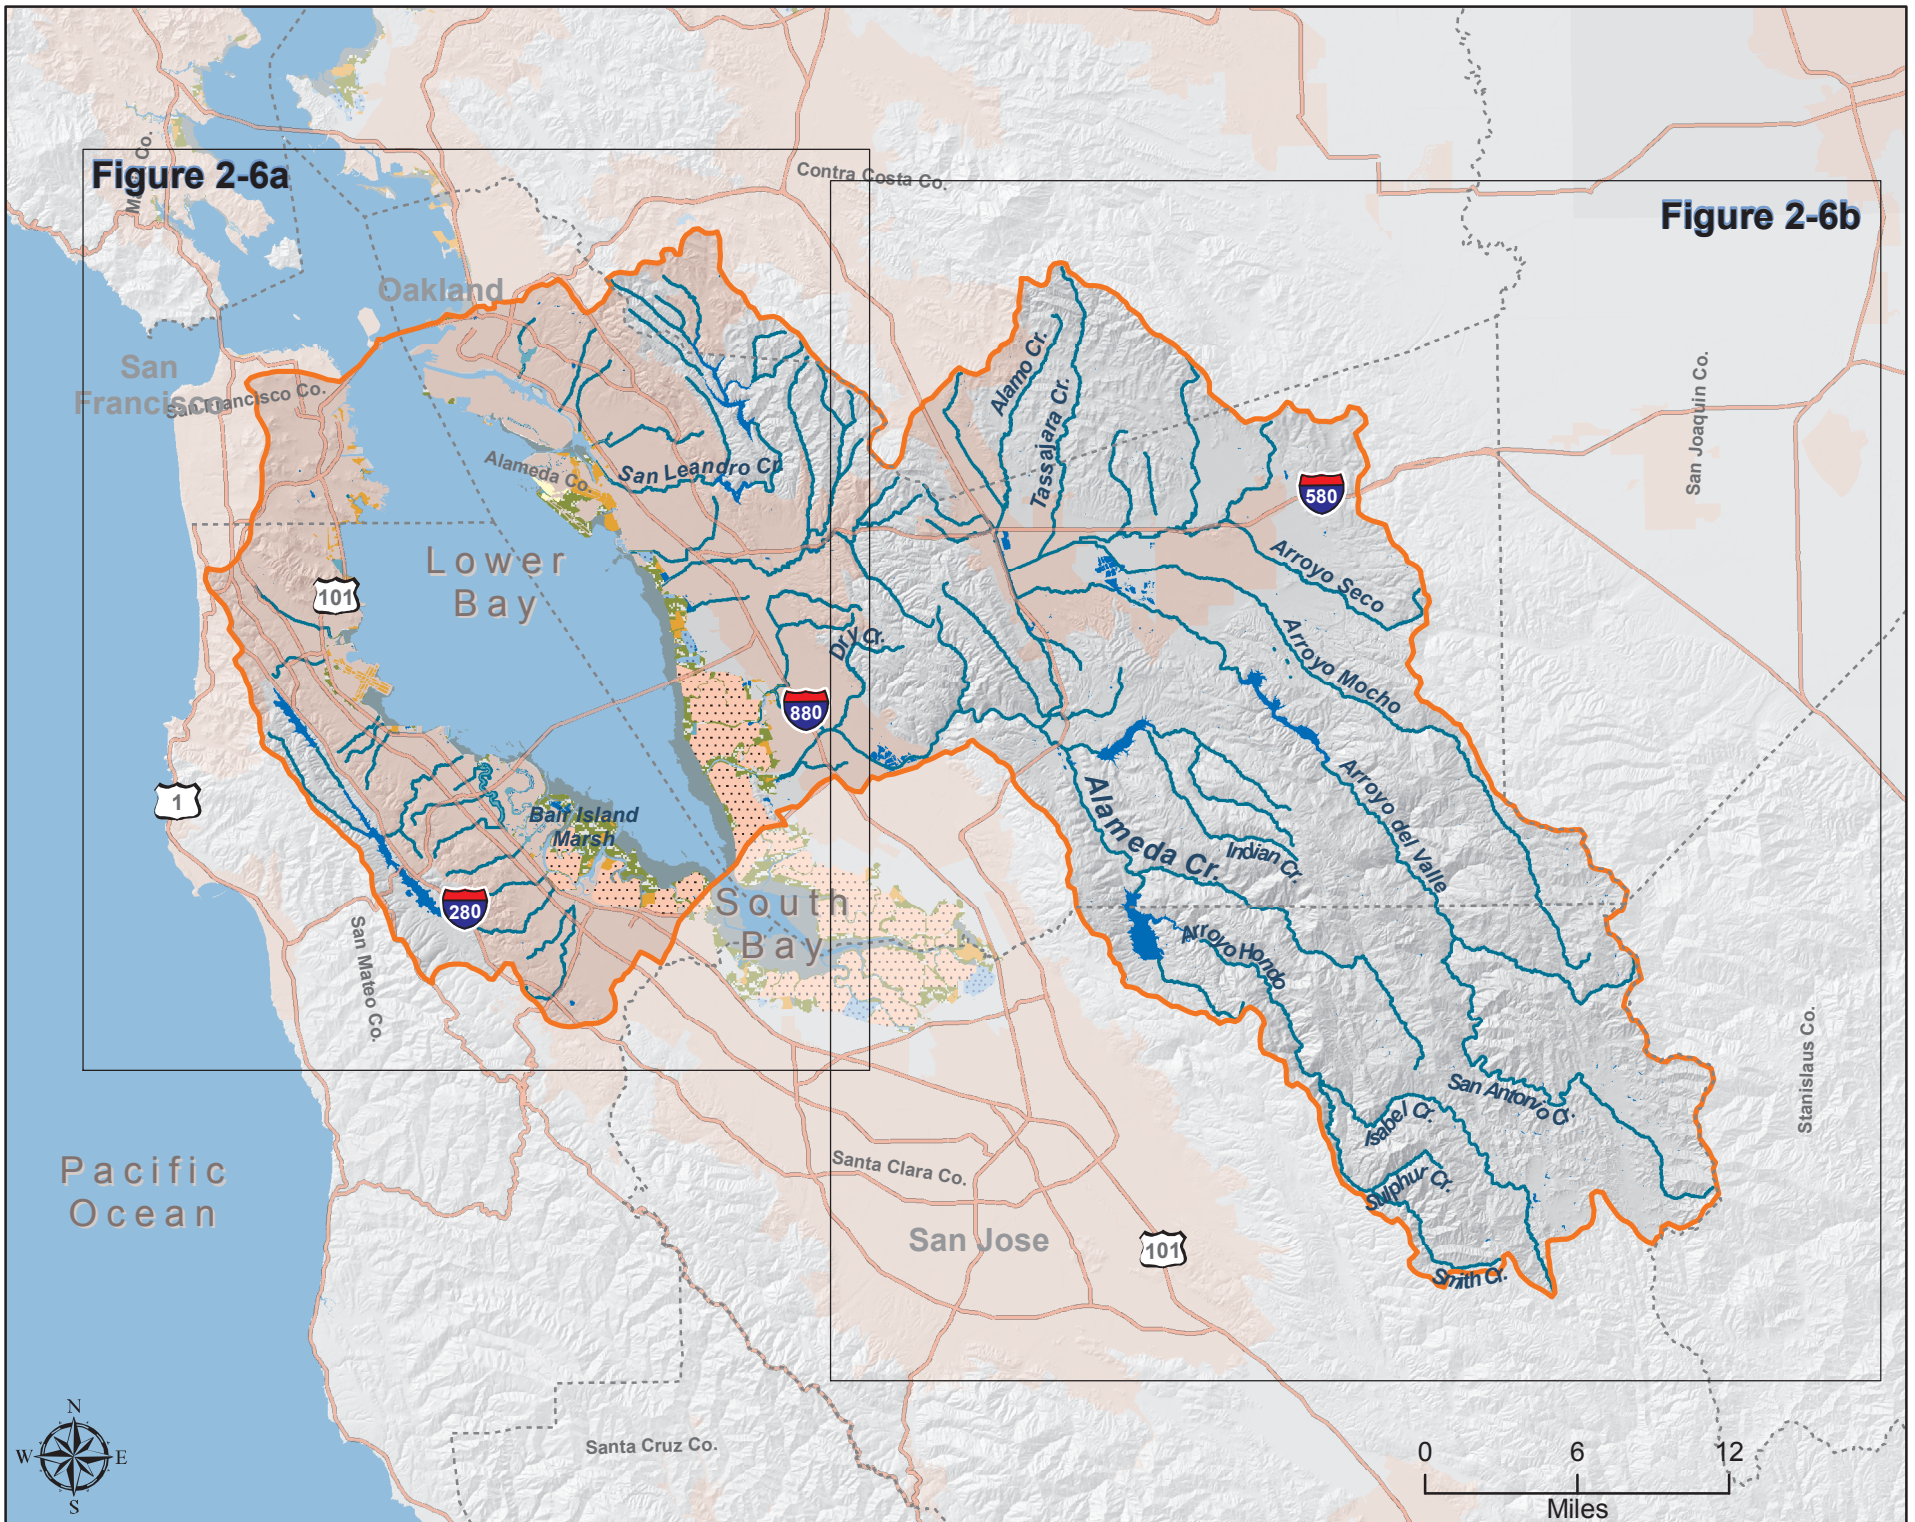 Figure 2-6a
Contra Costa Co.
Figure 2-6b
Oakland
San
Francisco
San Francisco Co.
Alamo Cr.
Tassajara Cr.
San Joaquin Co.
San Leandro Cr
Alameda Co.
580
Lower
Bay
101
Arroyo Seco
Dry Cr.
Arroyo Mocho
880
1
Bair Island
Marsh
Alameda Cr.
Indian Cr.
Arroyo del Valle
280
South
Bay
San Mateo Co.
Arroyo Hondo
Stanislaus Co.
San Antonio Cr.
Isabel Cr.
Sulphur Cr.
Santa Clara Co.
Pacific
Ocean
San Jose
101
Smith Cr.
Santa Cruz Co.
N
W
E
S
0 6 12
Miles